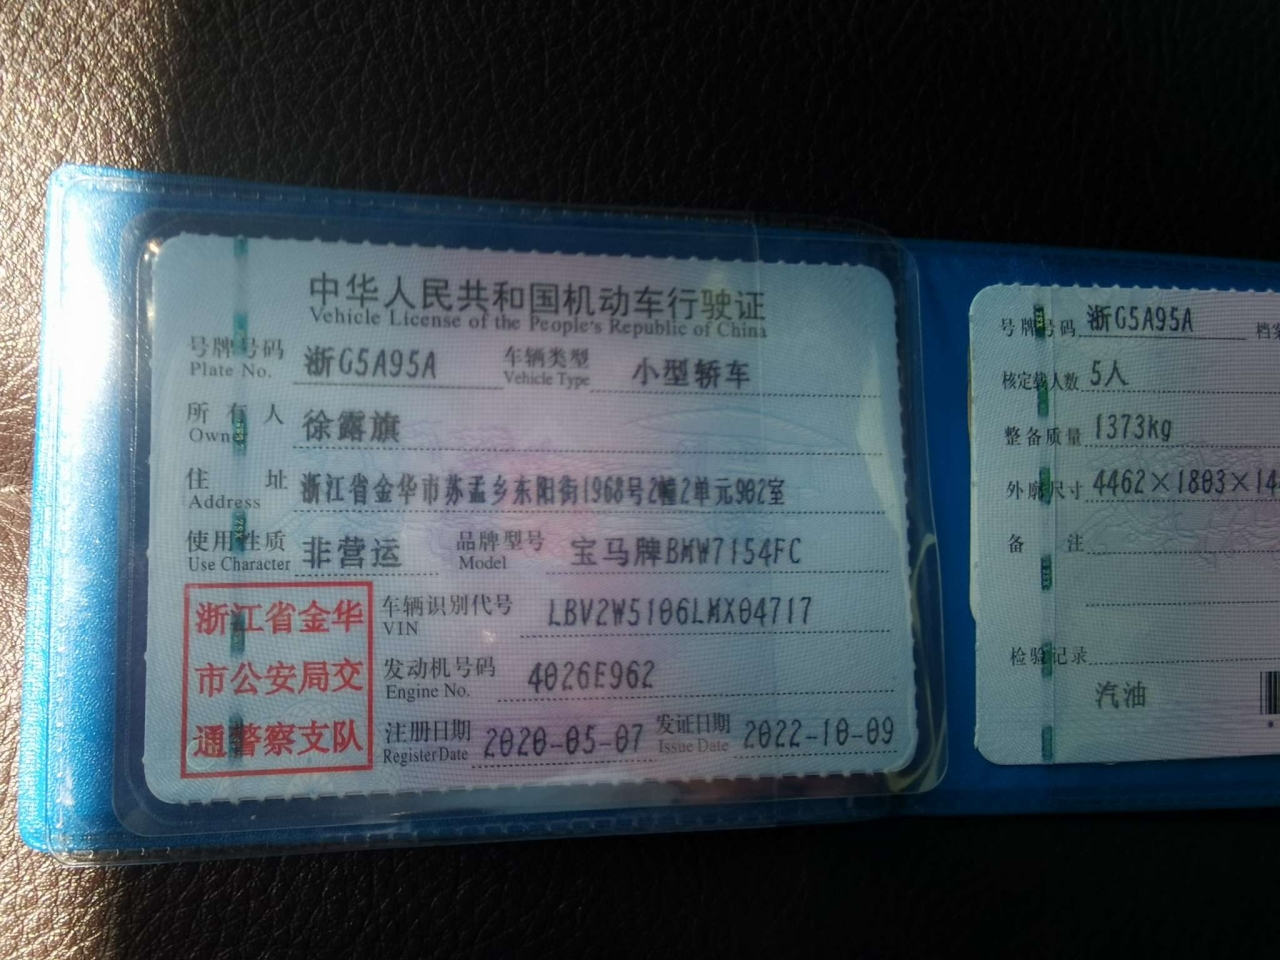 中华人民共和国机动车行驶证
Vehicle License of the People's Republic of China
号牌号码 浙G5A95A 车辆类型 小型轿车
Plate No. Vehicle Type
所有人 徐露旗
Owner
住址 浙江省金华市苏孟乡东阳街1968号2幢2单元902室
Address
使用性质 非营运 品牌型号 宝马牌BMW7154FC
Use Character Model
浙江省金华
市公安局交
通警察支队
车辆识别代号 LBV2W5106LMX04717
VIN
发动机号码 4026E962
Engine No.
注册日期 2020-05-07 发证日期 2022-10-09
Register Date Issue Date
号牌号码 浙G5A95A 档案
核定载人数 5人
整备质量 1373kg
外廓尺寸 4462×1803×14
备注
检验记录
汽油